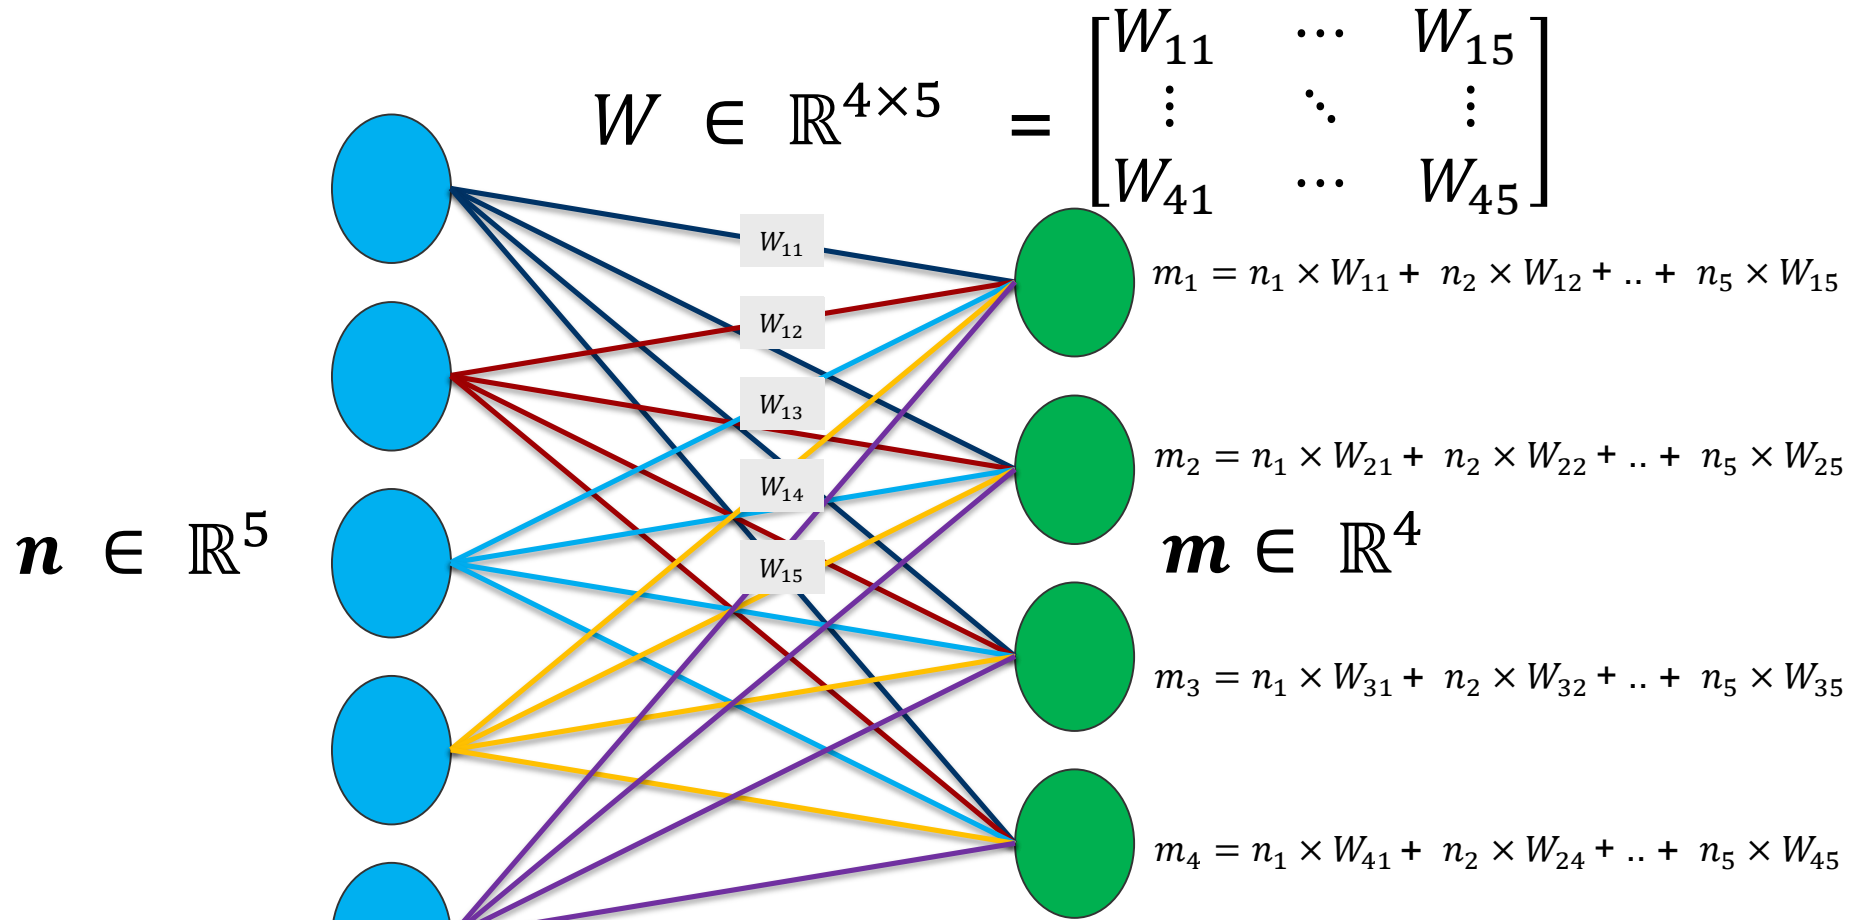 W ∈ ℝ^{4×5} = [W_{11} ⋯ W_{15}
⋮ ⋱ ⋮
W_{41} ⋯ W_{45}]
W_{11}
m_1 = n_1 × W_{11} + n_2 × W_{12} + .. + n_5 × W_{15}
W_{12}
W_{13}
m_2 = n_1 × W_{21} + n_2 × W_{22} + .. + n_5 × W_{25}
W_{14}
n ∈ ℝ^5
m ∈ ℝ^4
W_{15}
m_3 = n_1 × W_{31} + n_2 × W_{32} + .. + n_5 × W_{35}
m_4 = n_1 × W_{41} + n_2 × W_{24} + .. + n_5 × W_{45}